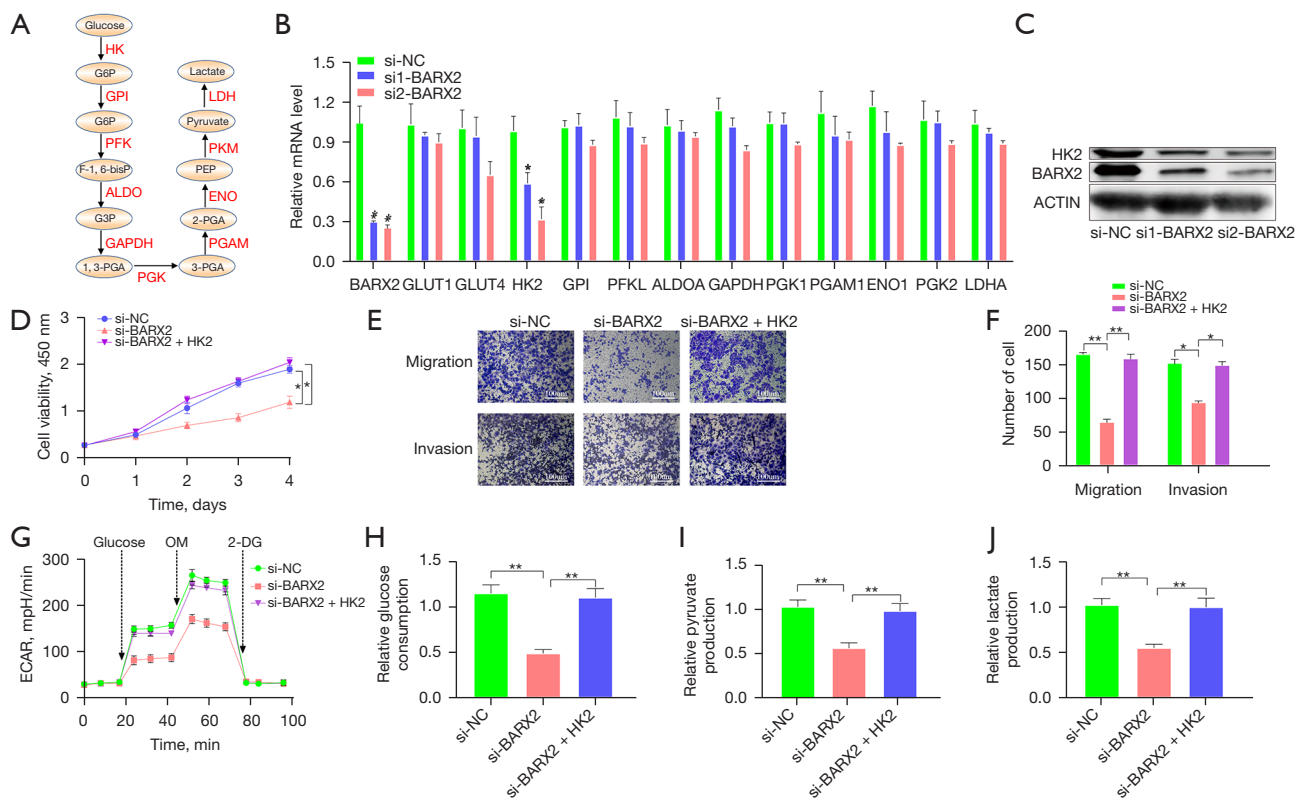 A
Glucose
HK
G6P
GPI
G6P
PFK
F-1, 6-bisP
ALDO
G3P
GAPDH
1, 3-PGA
PGK
3-PGA
PGAM
2-PGA
ENO
PEP
PKM
Pyruvate
LDH
Lactate
B
si-NC
si1-BARX2
si2-BARX2
Relative mRNA level
1.5
1.2
0.9
0.6
0.3
0.0
* * * *
BARX2 GLUT1 GLUT4 HK2 GPI PFKL ALDOA GAPDH PGK1 PGAM1 ENO1 PGK2 LDHA
C
HK2
BARX2
ACTIN
si-NC si1-BARX2 si2-BARX2
D
si-NC
si-BARX2
si-BARX2 + HK2
Cell viability, 450 nm
3
2
1
0
0 1 2 3 4
Time, days
* *
E
si-NC si-BARX2 si-BARX2 + HK2
Migration
100um 100um 100um
Invasion
100um 100um 100um
F
si-NC
si-BARX2
si-BARX2 + HK2
Number of cell
200
150
100
50
0
** ** * *
Migration Invasion
G
Glucose OM 2-DG
si-NC
si-BARX2
si-BARX2 + HK2
ECAR, mpH/min
300
200
100
0
0 20 40 60 80 100
Time, min
H
Relative glucose
consumption
1.5
1.0
0.5
0.0
** **
si-NC
si-BARX2
si-BARX2 + HK2
I
Relative pyruvate
production
1.5
1.0
0.5
0.0
** **
si-NC
si-BARX2
si-BARX2 + HK2
J
Relative lactate
production
1.5
1.0
0.5
0.0
** **
si-NC
si-BARX2
si-BARX2 + HK2